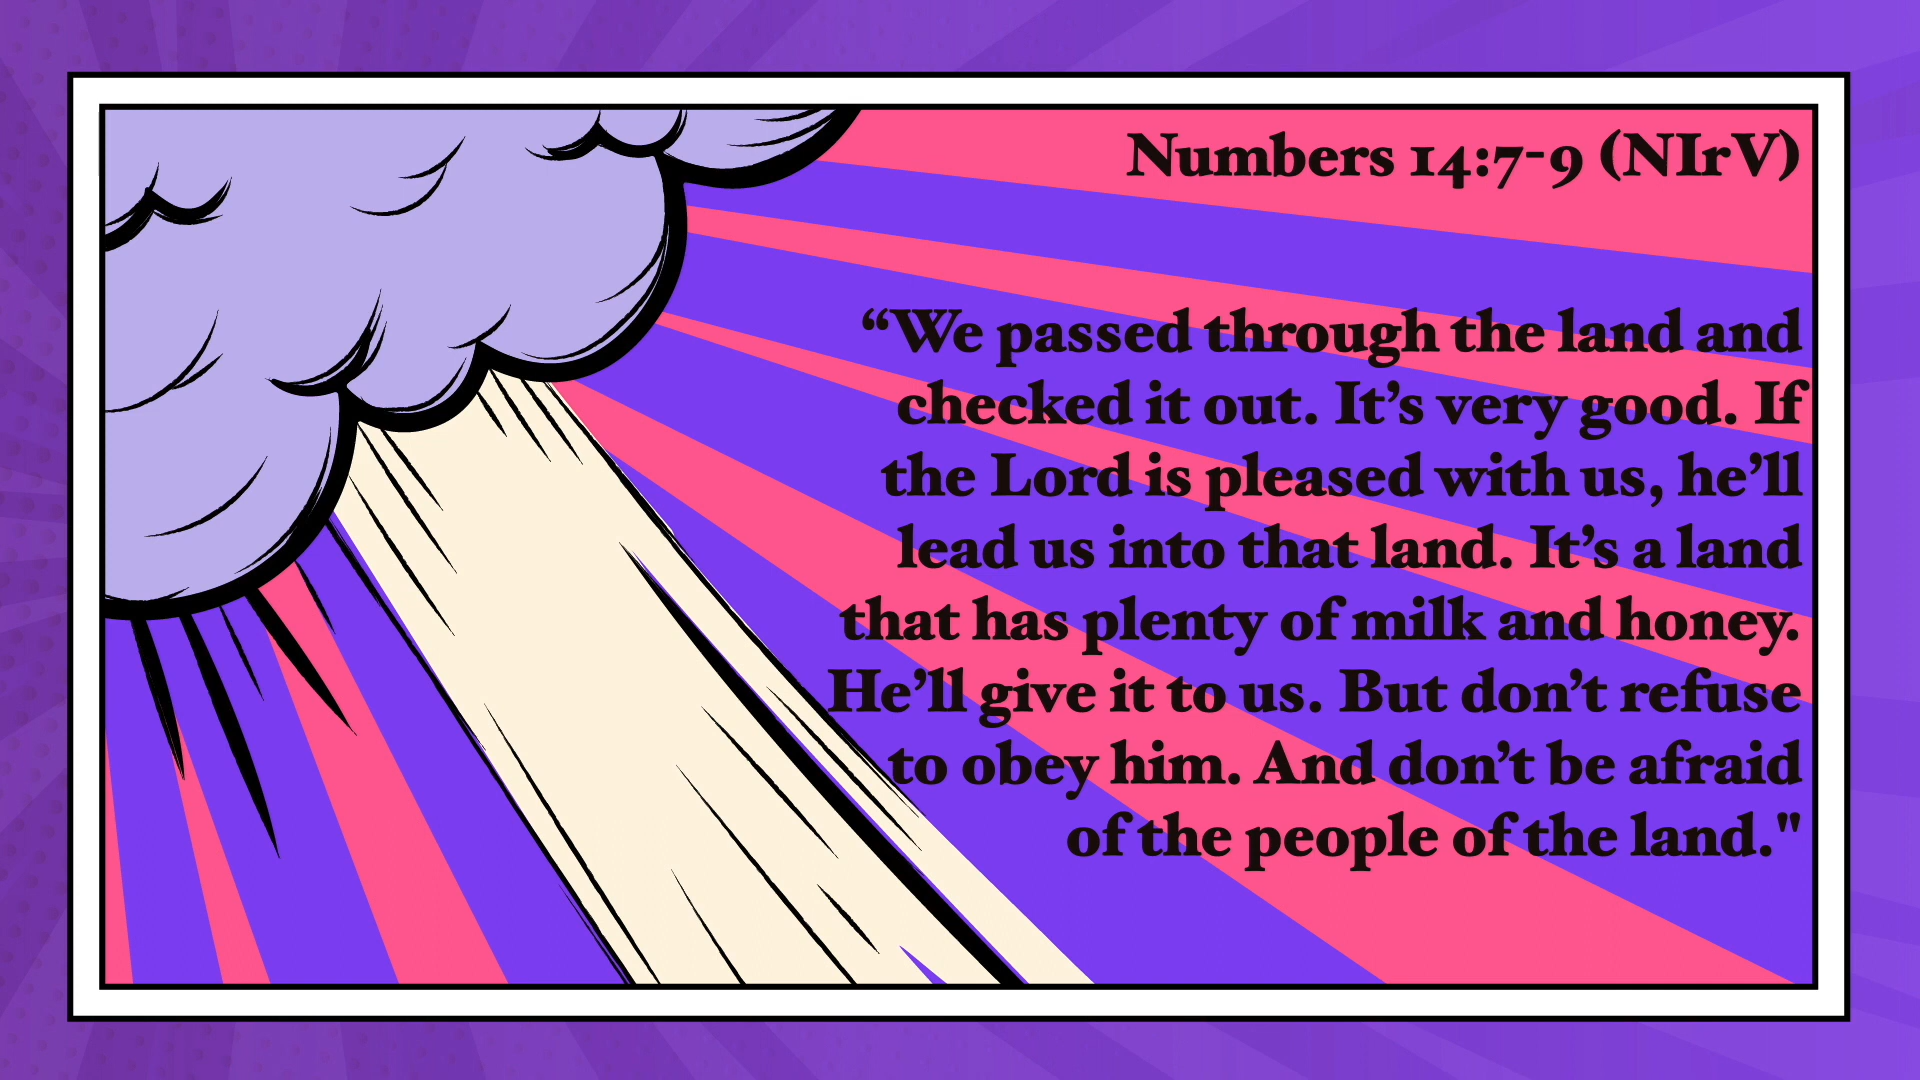 Numbers 14:7-9 (NIrV)
“We passed through the land and
checked it out. It’s very good. If
the Lord is pleased with us, he’ll
lead us into that land. It’s a land
that has plenty of milk and honey.
He’ll give it to us. But don’t refuse
to obey him. And don’t be afraid
of the people of the land."